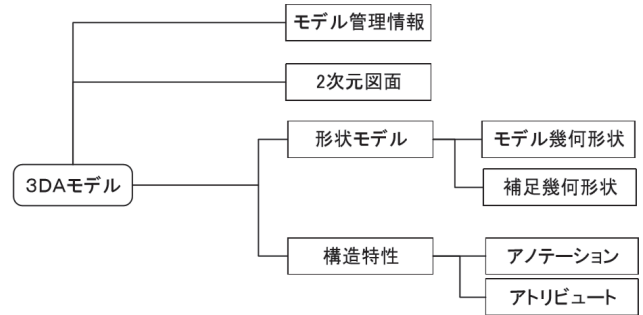 モデル管理情報
2次元図面
形状モデル
モデル幾何形状
補足幾何形状
3DAモデル
構造特性
アノテーション
アトリビュート